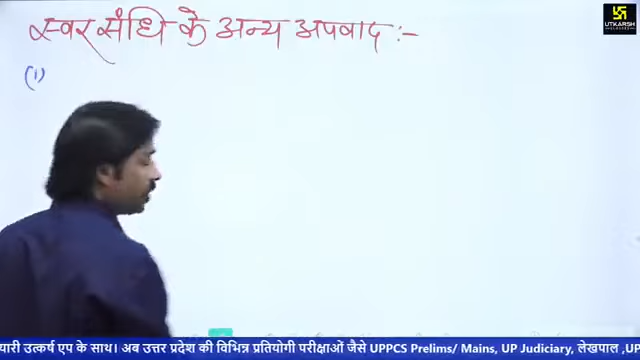 स्वर संधि के अन्य अपवाद :-
UTKARSH
CLASSES
(1)
यारी उत्कर्ष एप के साथ। अब उत्तर प्रदेश की विभिन्न प्रतियोगी परीक्षाओं जैसे UPPCS Prelims/ Mains, UP Judiciary, लेखपाल ,UP